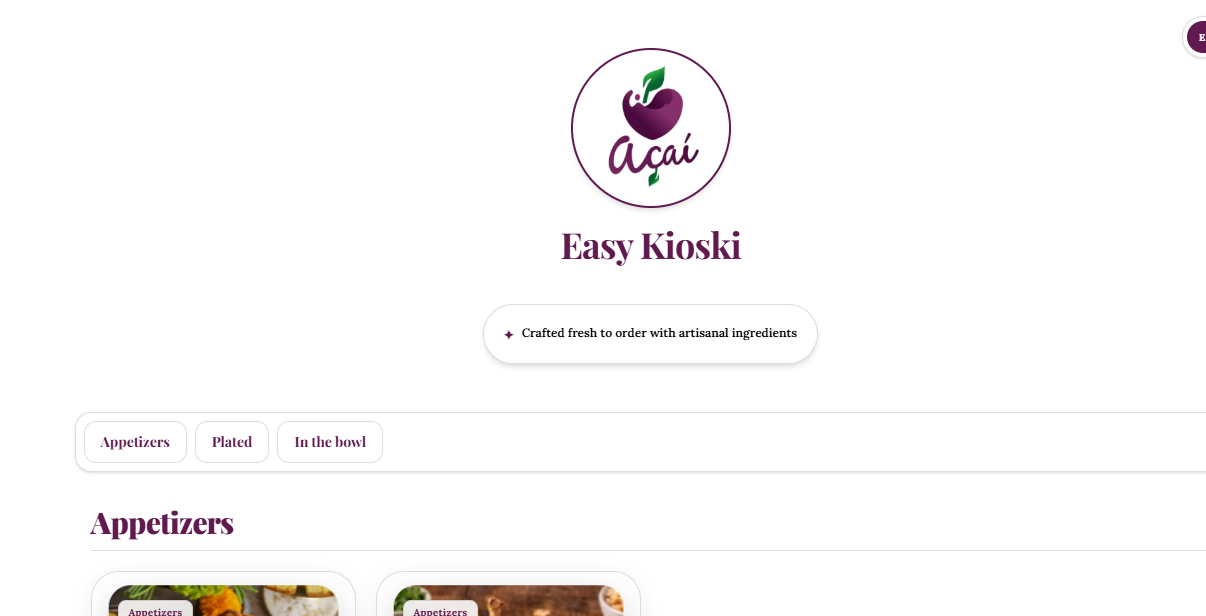 E
Açaí
Easy Kioski
✦ Crafted fresh to order with artisanal ingredients
Appetizers
Plated
In the bowl
Appetizers
Appetizers
Appetizers